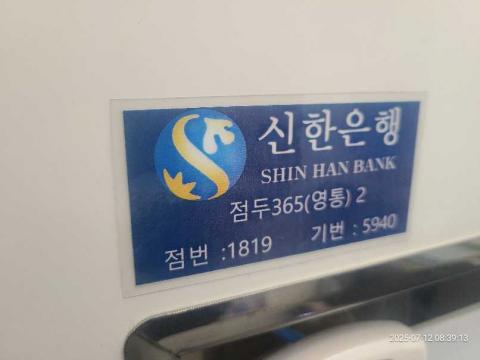 신한은행
SHIN HAN BANK
점두365(영통) 2
점번 :1819 기번 : 5940
2025-07-12 08:39:13